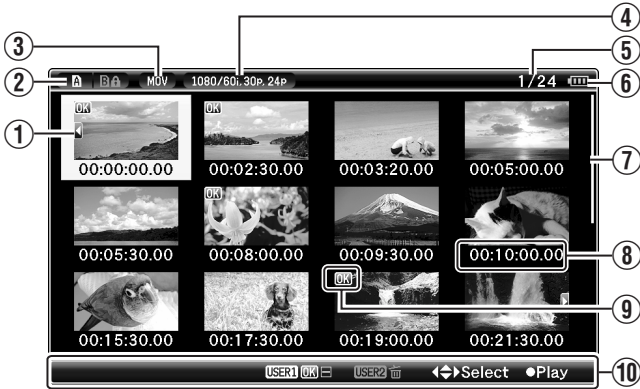 ④
③ ⑤
② A B A MOV 1080/60i.30P.24P 1/24 ⑥
① OK OK ⑦
00:00:00.00 00:02:30.00 00:03:20.00 00:05:00.00
OK
00:05:30.00 00:08:00.00 00:09:30.00 00:10:00.00 ⑧
OK ⑨
00:15:30.00 00:17:30.00 00:19:00.00 00:21:30.00
USER1 OK USER2 Select ●Play ⑩